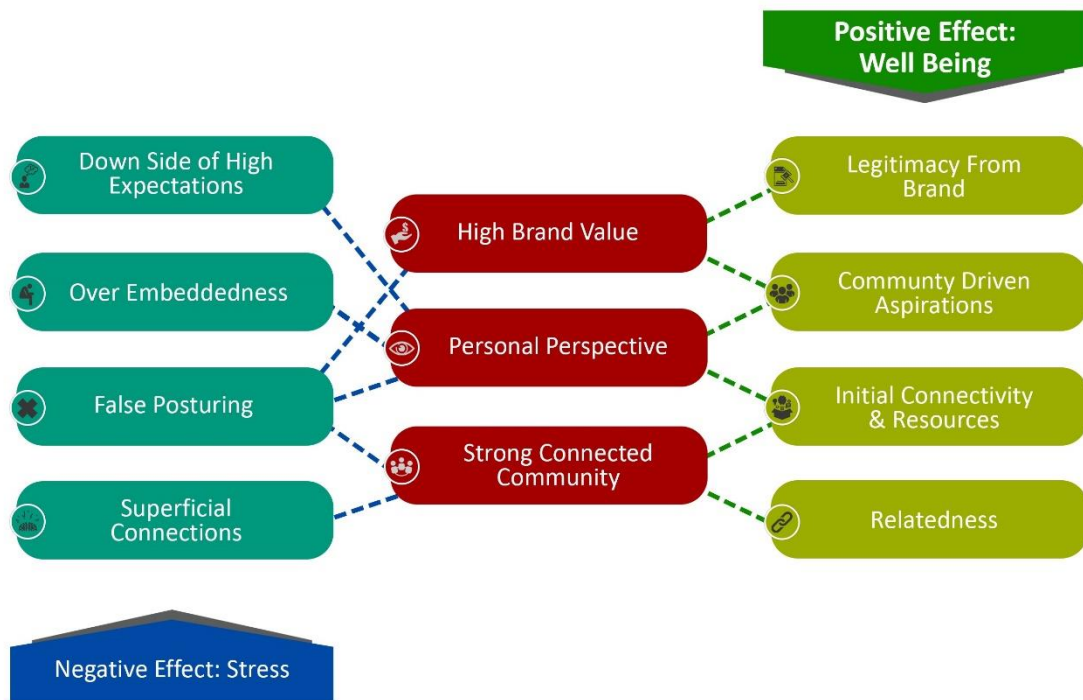 Positive Effect:
Well Being
Down Side of High
Expectations
Over Embeddedness
False Posturing
Superficial
Connections
High Brand Value
Personal Perspective
Strong Connected
Community
Legitimacy From
Brand
Communty Driven
Aspirations
Initial Connectivity
& Resources
Relatedness
Negative Effect: Stress